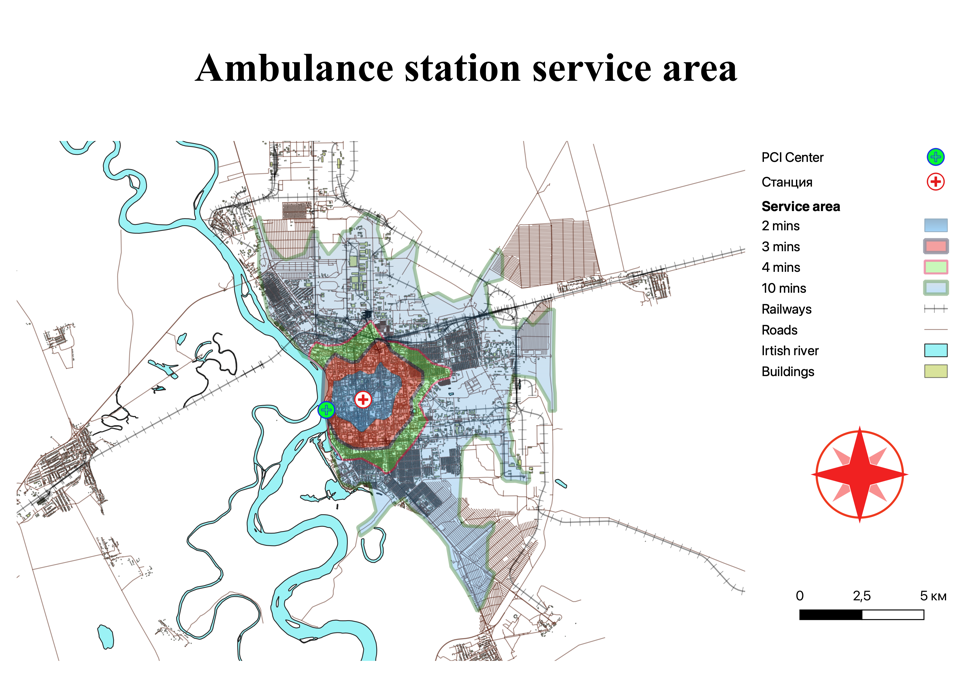 Ambulance station service area
PCI Center
Станция
Service area
2 mins
3 mins
4 mins
10 mins
Railways
Roads
Irtish river
Buildings
0 2,5 5 км